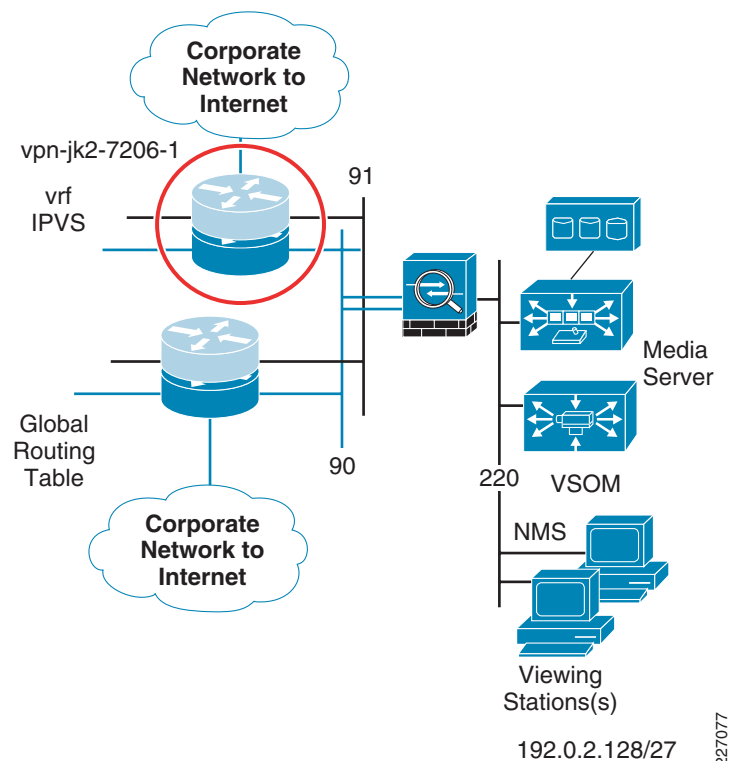 Corporate
Network to
Internet
vpn-jk2-7206-1
vrf
IPVS
91
Media
Server
Global
Routing
Table
90
220
VSOM
Corporate
Network to
Internet
NMS
Viewing
Stations(s)
192.0.2.128/27
227077